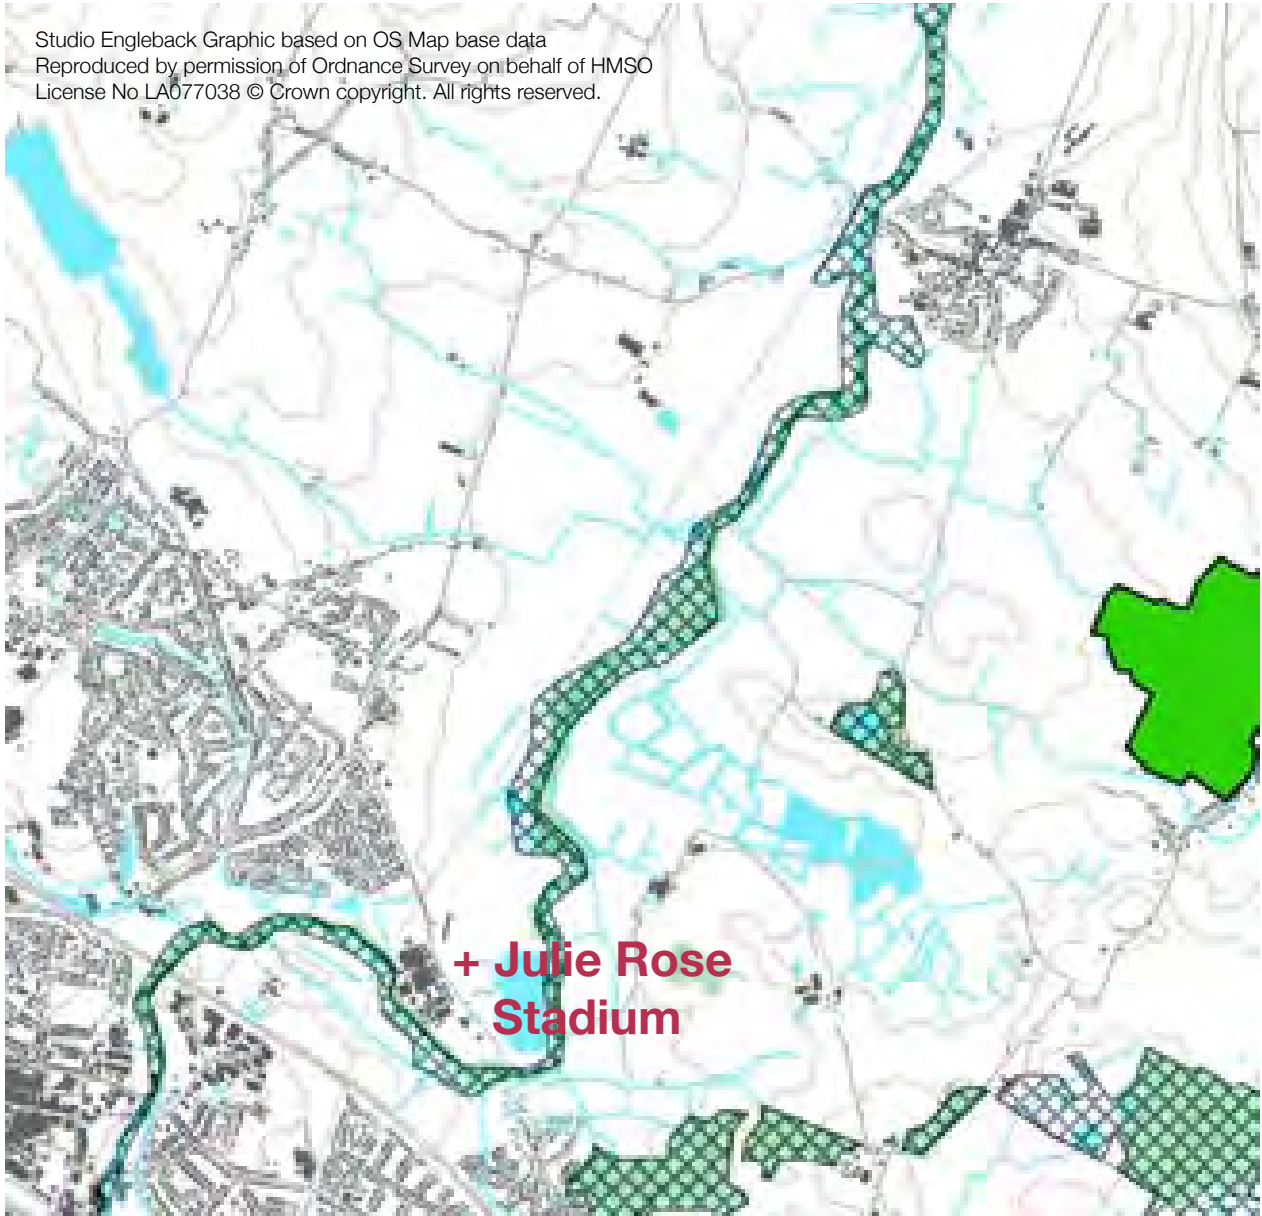 Studio Engleback Graphic based on OS Map base data
Reproduced by permission of Ordnance Survey on behalf of HMSO
License No LA077038 © Crown copyright. All rights reserved.
+ Julie Rose
Stadium